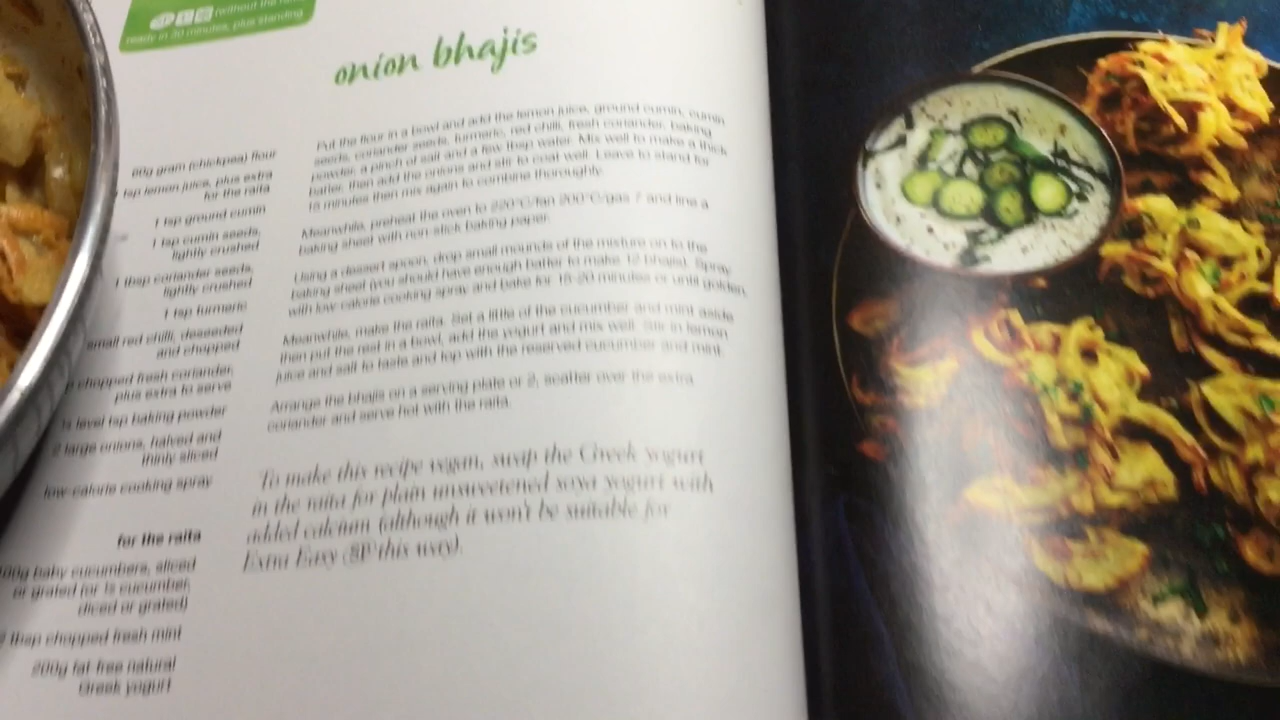 (without the raita)
ready in 30 minutes, plus standing
onion bhajis
60g gram (chickpea) flour
tsp lemon juice, plus extra
for the raita
1 tsp ground cumin
1 tsp cumin seeds,
lightly crushed
1 tbsp coriander seeds,
lightly crushed
1 tsp turmeric
small red chilli, deseeded
and chopped
chopped fresh coriander,
plus extra to serve
level tsp baking powder
2 large onions, halved and
thinly sliced
low-calorie cooking spray
for the raita
baby cucumbers, sliced
or grated (or ½ cucumber,
diced or grated)
tbsp chopped fresh mint
200g fat-free natural
Greek yogurt
Put the flour in a bowl and add the lemon juice, ground cumin, cumin
seeds, coriander seeds, turmeric, red chilli, fresh coriander, baking
powder, a pinch of salt and a few tbsp water. Mix well to make a thick
batter, then add the onions and stir to coat well. Leave to stand for
15 minutes then mix again to combine thoroughly.
Meanwhile, preheat the oven to 220°C/fan 200°C/gas 7 and line a
baking sheet with non-stick baking paper.
Using a dessert spoon, drop small mounds of the mixture on to the
baking sheet (you should have enough batter to make 12 bhajis). Spray
with low-calorie cooking spray and bake for 15-20 minutes or until golden.
Meanwhile, make the raita. Set a little of the cucumber and mint aside
then put the rest in a bowl, add the yogurt and mix well. Stir in lemon
juice and salt to taste and top with the reserved cucumber and mint.
Arrange the bhajis on a serving plate or 2, scatter over the extra
coriander and serve hot with the raita.
To make this recipe vegan, swap the Greek yogurt
in the raita for plain unsweetened soya yogurt with
added calcium (although it won't be suitable for
Extra Easy SP this way).